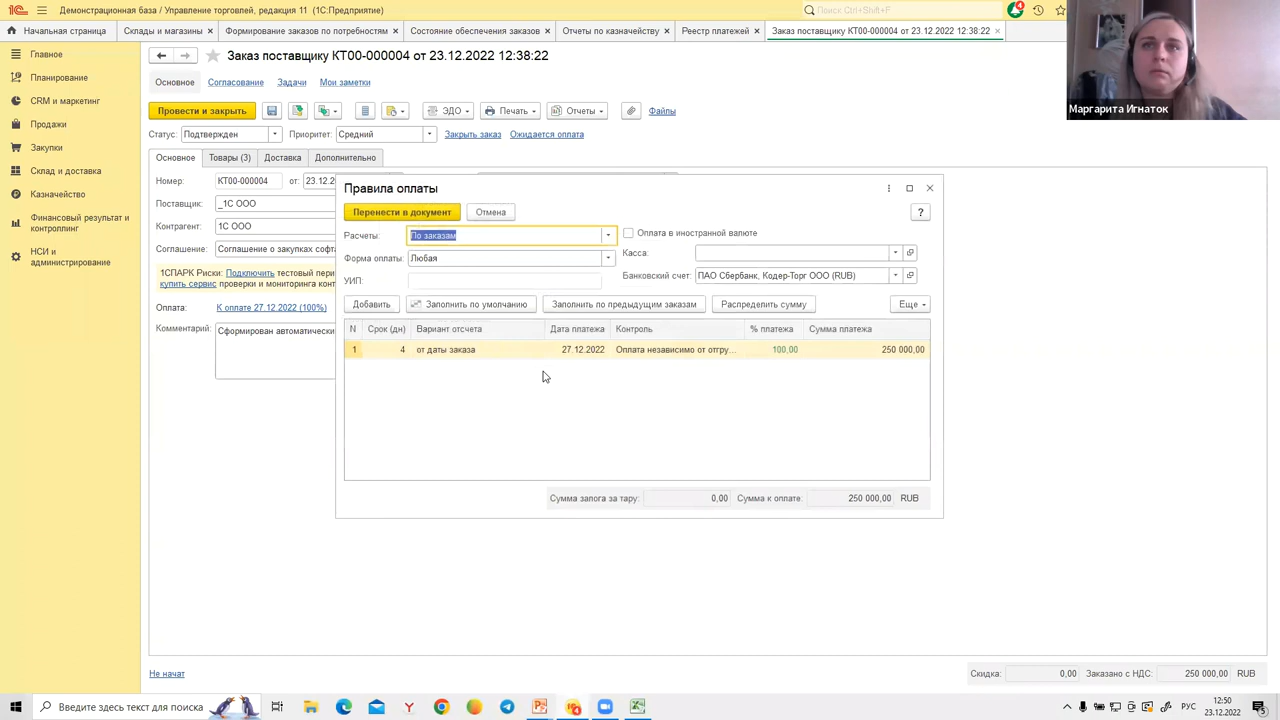 Демонстрационная база / Управление торговлей, редакция 11 (1С:Предприятие)
Поиск Ctrl+Shift+F
4
Начальная страница
Склады и магазины ×
Формирование заказов по потребностям ×
Состояние обеспечения заказов ×
Отчеты по казначейству ×
Реестр платежей ×
Заказ поставщику КТ00-000004 от 23.12.2022 12:38:22 ×
Маргарита Игнаток
Главное
Планирование
CRM и маркетинг
Продажи
Закупки
Склад и доставка
Казначейство
Финансовый результат и
контроллинг
НСИ и
администрирование
Заказ поставщику КТ00-000004 от 23.12.2022 12:38:22
Основное Согласование Задачи Мои заметки
Провести и закрыть ЭДО Печать Отчеты Файлы
Статус: Подтвержден Приоритет: Средний Закрыть заказ Ожидается оплата
Основное Товары (3) Доставка Дополнительно
Номер: КТ00-000004 от: 23.12.2
Поставщик: _1С ООО
Контрагент: 1С ООО
Соглашение: Соглашение о закупках софта
1СПАРК Риски: Подключить тестовый пери
купить сервис проверки и мониторинга конт
Оплата: К оплате 27.12.2022 (100%)
Комментарий: Сформирован автоматически
Правила оплаты
Перенести в документ Отмена ?
Расчеты: По заказам Оплата в иностранной валюте
Форма оплаты: Любая Касса:
УИП: Банковский счет: ПАО Сбербанк, Кодер-Торг ООО (RUB)
Добавить Заполнить по умолчанию Заполнить по предыдущим заказам Распределить сумму Еще
N Срок (дн) Вариант отсчета Дата платежа Контроль % платежа Сумма платежа
1 4 от даты заказа 27.12.2022 Оплата независимо от отгру... 100,00 250 000,00
Сумма залога за тару: 0,00 Сумма к оплате: 250 000,00 RUB
Не начат
Скидка: 0,00 Заказано с НДС: 250 000,00 RUB
Введите здесь текст для поиска
РУС
12:50
23.12.2022
5